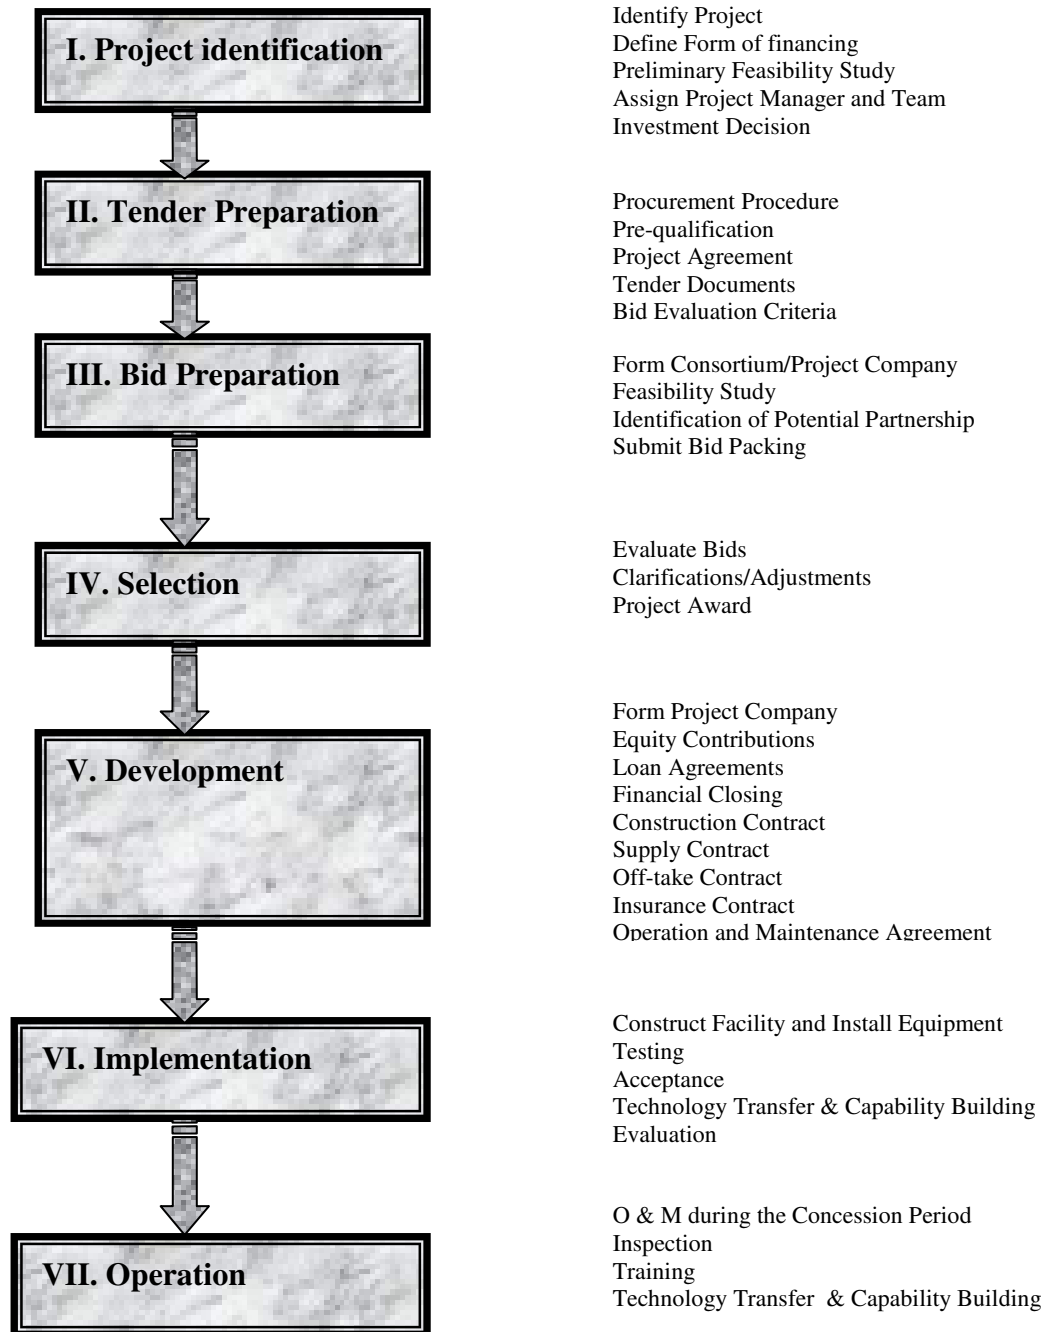 I. Project identification
Identify Project
Define Form of financing
Preliminary Feasibility Study
Assign Project Manager and Team
Investment Decision
II. Tender Preparation
Procurement Procedure
Pre-qualification
Project Agreement
Tender Documents
Bid Evaluation Criteria
III. Bid Preparation
Form Consortium/Project Company
Feasibility Study
Identification of Potential Partnership
Submit Bid Packing
IV. Selection
Evaluate Bids
Clarifications/Adjustments
Project Award
V. Development
Form Project Company
Equity Contributions
Loan Agreements
Financial Closing
Construction Contract
Supply Contract
Off-take Contract
Insurance Contract
Operation and Maintenance Agreement
VI. Implementation
Construct Facility and Install Equipment
Testing
Acceptance
Technology Transfer & Capability Building
Evaluation
VII. Operation
O & M during the Concession Period
Inspection
Training
Technology Transfer & Capability Building